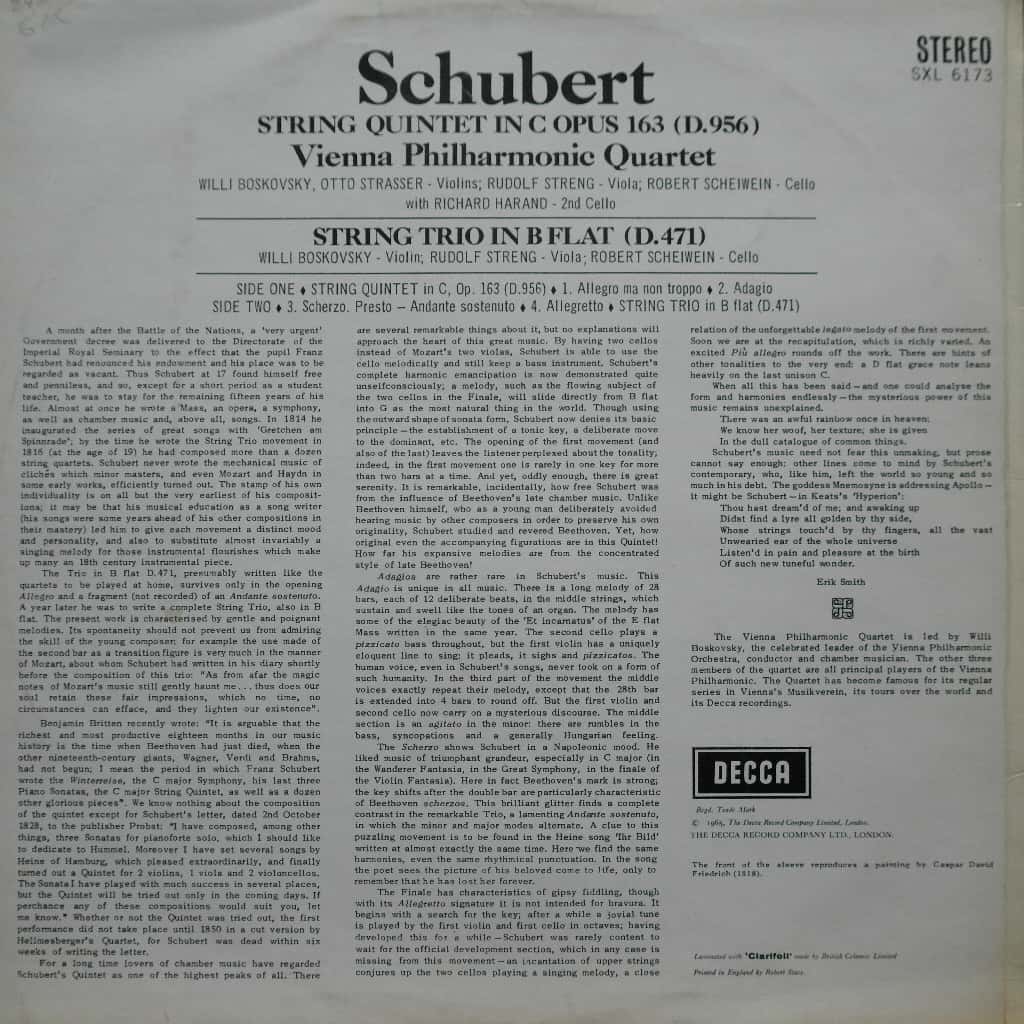 STEREO
SXL 6173
Schubert
STRING QUINTET IN C OPUS 163 (D.956)
Vienna Philharmonic Quartet
WILLI BOSKOVSKY, OTTO STRASSER - Violins; RUDOLF STRENG - Viola; ROBERT SCHEIWEIN - Cello
with RICHARD HARAND - 2nd Cello
STRING TRIO IN B FLAT (D.471)
WILLI BOSKOVSKY - Violin; RUDOLF STRENG - Viola; ROBERT SCHEIWEIN - Cello
SIDE ONE ♦ STRING QUINTET in C, Op. 163 (D.956) ♦ 1. Allegro ma non troppo ♦ 2. Adagio
SIDE TWO ♦ 3. Scherzo. Presto – Andante sostenuto ♦ 4. Allegretto ♦ STRING TRIO in B flat (D.471)
A month after the Battle of the Nations, a 'very urgent'
Government decree was delivered to the Directorate of the
Imperial Royal Seminary to the effect that the pupil Franz
Schubert had renounced his endowment and his place was to be
regarded as vacant. Thus Schubert at 17 found himself free
and penniless, and so, except for a short period as a student
teacher, he was to stay for the remaining fifteen years of his
life. Almost at once he wrote a Mass, an opera, a symphony,
as well as chamber music and, above all, songs. In 1814 he
inaugurated the series of great songs with 'Gretchen am
Spinnrade'; by the time he wrote the String Trio movement in
1816 (at the age of 19) he had composed more than a dozen
string quartets. Schubert never wrote the mechanical music of
clichés which minor masters, and even Mozart and Haydn in
some early works, efficiently turned out. The stamp of his own
individuality is on all but the very earliest of his composit-
ions; it may be that his musical education as a song writer
(his songs were some years ahead of his other compositions in
their mastery) led him to give each movement a distinct mood
and personality, and also to substitute almost invariably a
singing melody for those instrumental flourishes which make
up many an 18th century instrumental piece.
The Trio in B flat D.471, presumably written like the
quartets to be played at home, survives only in the opening
Allegro and a fragment (not recorded) of an Andante sostenuto.
A year later he was to write a complete String Trio, also in B
flat. The present work is characterised by gentle and poignant
melodies. Its spontaneity should not prevent us from admiring
the skill of the young composer: for example the use made of
the second bar as a transition figure is very much in the manner
of Mozart, about whom Schubert had written in his diary shortly
before the composition of this trio: "As from afar the magic
notes of Mozart's music still gently haunt me... thus does our
soul retain these fair impressions, which no time, no
circumstances can efface, and they lighten our existence".
Benjamin Britten recently wrote: "It is arguable that the
richest and most productive eighteen months in our music
history is the time when Beethoven had just died, when the
other nineteenth-century giants, Wagner, Verdi and Brahms,
had not begun; I mean the period in which Franz Schubert
wrote the Winterreise, the C major Symphony, his last three
Piano Sonatas, the C major String Quintet, as well as a dozen
other glorious pieces". We know nothing about the composition
of the quintet except for Schubert's letter, dated 2nd October
1828, to the publisher Probst: "I have composed, among other
things, three Sonatas for pianoforte solo, which I should like
to dedicate to Hummel. Moreover I have set several songs by
Heine of Hamburg, which pleased extraordinarily, and finally
turned out a Quintet for 2 violins, 1 viola and 2 violoncellos.
The Sonata I have played with much success in several places,
but the Quintet will be tried out only in the coming days. If
perchance any of these compositions would suit you, let
me know." Whether or not the Quintet was tried out, the first
performance did not take place until 1850 in a cut version by
Hellmesberger's Quartet, for Schubert was dead within six
weeks of writing the letter.
For a long time lovers of chamber music have regarded
Schubert's Quintet as one of the highest peaks of all. There
are several remarkable things about it, but no explanations will
approach the heart of this great music. By having two cellos
instead of Mozart's two violas, Schubert is able to use the
cello melodically and still keep a bass instrument. Schubert's
complete harmonic emancipation is now demonstrated quite
unselfconsciously; a melody, such as the flowing subject of
the two cellos in the Finale, will slide directly from B flat
into G as the most natural thing in the world. Though using
the outward shape of sonata form, Schubert now denies its basic
principle – the establishment of a tonic key, a deliberate move
to the dominant, etc. The opening of the first movement (and
also of the last) leaves the listener perplexed about the tonality;
indeed, in the first movement one is rarely in one key for more
than two bars at a time. And yet, oddly enough, there is great
serenity. It is remarkable, incidentally, how free Schubert was
from the influence of Beethoven's late chamber music. Unlike
Beethoven himself, who as a young man deliberately avoided
hearing music by other composers in order to preserve his own
originality, Schubert studied and revered Beethoven. Yet, how
original even the accompanying figurations are in this Quintet!
How far his expansive melodies are from the concentrated
style of late Beethoven!
Adagios are rather rare in Schubert's music. This
Adagio is unique in all music. There is a long melody of 28
bars, each of 12 deliberate beats, in the middle strings, which
sustain and swell like the tones of an organ. The melody has
some of the elegiac beauty of the 'Et incarnatus' of the E flat
Mass written in the same year. The second cello plays a
pizzicato bass throughout, but the first violin has a uniquely
eloquent line to sing; it pleads, it sighs and pizzicatos. The
human voice, even in Schubert's songs, never took on a form of
such humanity. In the third part of the movement the middle
voices exactly repeat their melody, except that the 28th bar
is extended into 4 bars to round off. But the first violin and
second cello now carry on a mysterious discourse. The middle
section is an agitato in the minor: there are rumbles in the
bass, syncopations and a generally Hungarian feeling.
The Scherzo shows Schubert in a Napoleonic mood. He
liked music of triumphant grandeur, especially in C major (in
the Wanderer Fantasia, in the Great Symphony, in the finale of
the Violin Fantasia). Here in fact Beethoven's mark is strong;
the key shifts after the double bar are particularly characteristic
of Beethoven scherzos. This brilliant glitter finds a complete
contrast in the remarkable Trio, a lamenting Andante sostenuto,
in which the minor and major modes alternate. A clue to this
puzzling movement is to be found in the Heine song 'Ihr Bild'
written at almost exactly the same time. Here we find the same
harmonies, even the same rhythmical punctuation. In the song
the poet sees the picture of his beloved come to life, only to
remember that he has lost her forever.
The Finale has characteristics of gipsy fiddling, though
with its Allegretto signature it is not intended for bravura. It
begins with a search for the key; after a while a jovial tune
is played by the first violin and first cello in octaves; having
developed this for a while – Schubert was rarely content to
wait for the official development section, which in any case is
missing from this movement – an incantation of upper strings
conjures up the two cellos playing a singing melody, a close
relation of the unforgettable legato melody of the first movement.
Soon we are at the recapitulation, which is richly varied. An
excited Più allegro rounds off the work. There are hints of
other tonalities to the very end: a D flat grace note leans
heavily on the last unison C.
When all this has been said – and one could analyse the
form and harmonies endlessly – the mysterious power of this
music remains unexplained.
There was an awful rainbow once in heaven:
We know her woof, her texture; she is given
In the dull catalogue of common things.
Schubert's music need not fear this unmaking, but prose
cannot say enough; other lines come to mind by Schubert's
contemporary, who, like him, left the world so young and so
much in his debt. The goddess Mnemosyne is addressing Apollo –
it might be Schubert – in Keats's 'Hyperion':
Thou hast dream'd of me; and awaking up
Didst find a lyre all golden by thy side,
Whose strings touch'd by thy fingers, all the vast
Unwearied ear of the whole universe
Listen'd in pain and pleasure at the birth
Of such new tuneful wonder.
Erik Smith
The Vienna Philharmonic Quartet is led by Willi
Boskovsky, the celebrated leader of the Vienna Philharmonic
Orchestra, conductor and chamber musician. The other three
members of the quartet are all principal players of the Vienna
Philharmonic. The Quartet has become famous for its regular
series in Vienna's Musikverein, its tours over the world and
its Decca recordings.
DECCA
Regd. Trade Mark
© 1965, The Decca Record Company Limited, London.
THE DECCA RECORD COMPANY LTD., LONDON.
The front of the sleeve reproduces a painting by Caspar David
Friedrich (1818).
Laminated with 'Clarifoil' made by British Celanese Limited
Printed in England by Robert Stace.